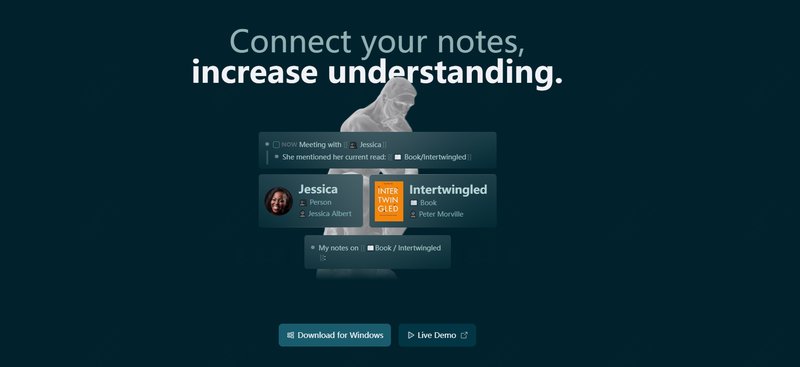 Connect your notes,
increase understanding.
NOW Meeting with [[Jessica]]
She mentioned her current read: [[Book/Intertwingled]]
Jessica
Person
Jessica Albert
INTER
TWIN
GLED
Intertwingled
Book
Peter Morville
My notes on [[Book / Intertwingled
]]:
Download for Windows
Live Demo